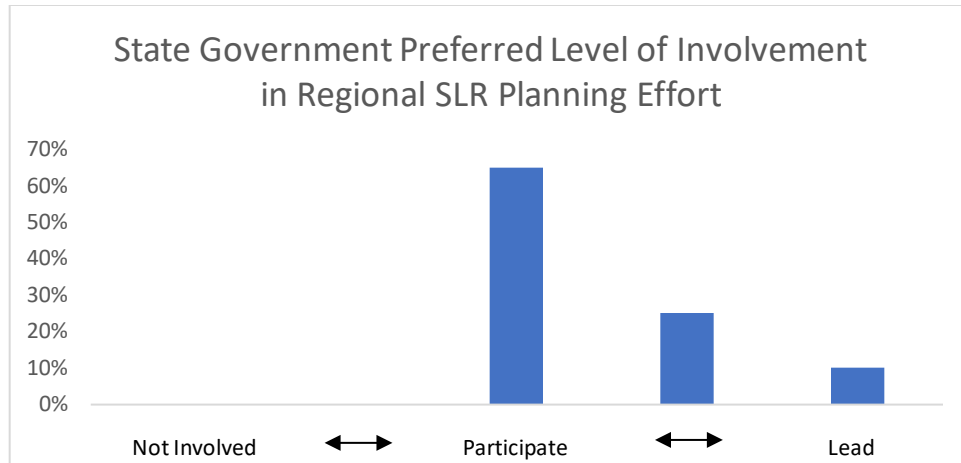 State Government Preferred Level of Involvement
in Regional SLR Planning Effort
70%
60%
50%
40%
30%
20%
10%
0%
Not Involved Participate Lead